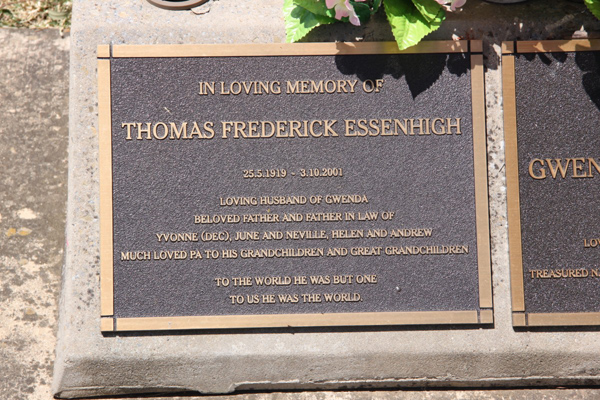 IN LOVING MEMORY OF
THOMAS FREDERICK ESSENHIGH
25.5.1919 - 3.10.2001
LOVING HUSBAND OF GWENDA
BELOVED FATHER AND FATHER IN LAW OF
YVONNE (DEC), JUNE AND NEVILLE, HELEN AND ANDREW
MUCH LOVED PA TO HIS GRANDCHILDREN AND GREAT GRANDCHILDREN
TO THE WORLD HE WAS BUT ONE
TO US HE WAS THE WORLD.
GWEN
LO
TREASURED N